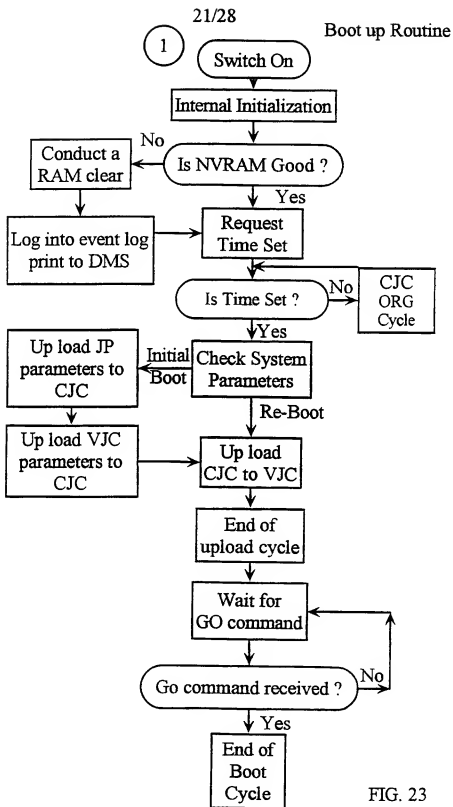 21/28
Boot up Routine
1
Switch On
Internal Initialization
No
Conduct a
RAM clear
Is NVRAM Good ?
Yes
Log into event log
print to DMS
Request
Time Set
Is Time Set ?
No
CJC
ORG
Cycle
Yes
Up load JP
parameters to
CJC
Initial
Boot
Check System
Parameters
Re-Boot
Up load VJC
parameters to
CJC
Up load
CJC to VJC
End of
upload cycle
Wait for
GO command
Go command received ?
No
Yes
End of
Boot
Cycle
FIG. 23